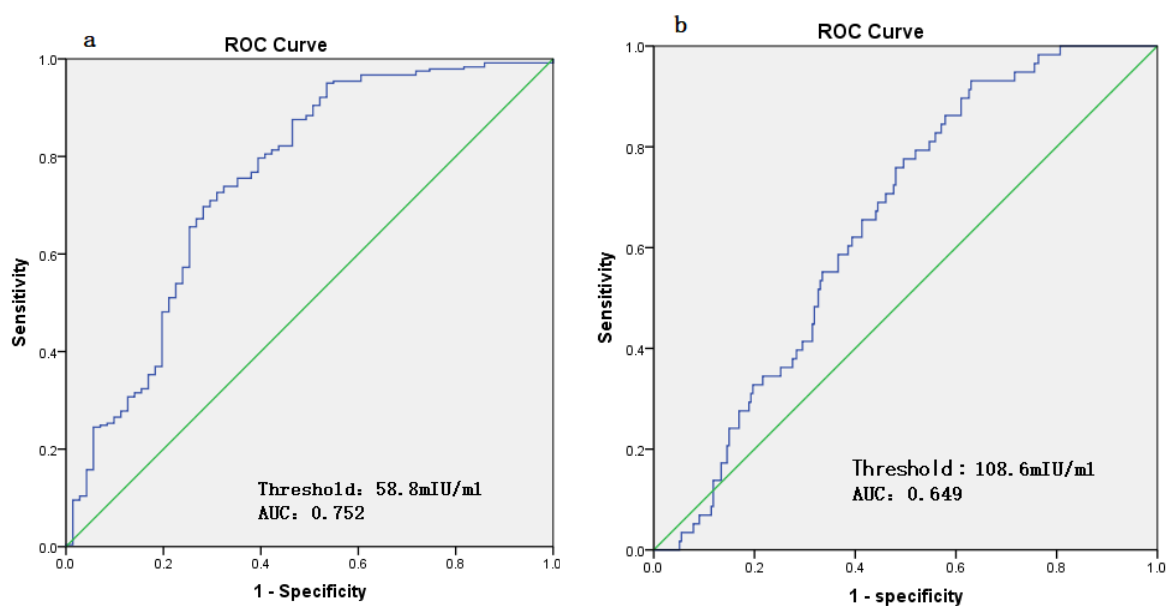 a
ROC Curve
1.0
0.8
0.6
0.4
0.2
0.0
Sensitivity
Threshold: 58.8mIU/ml
AUC: 0.752
0.0 0.2 0.4 0.6 0.8 1.0
1 - Specificity
b
ROC Curve
1.0
0.8
0.6
0.4
0.2
0.0
Sensitivity
Threshold: 108.6mIU/ml
AUC: 0.649
0.0 0.2 0.4 0.6 0.8 1.0
1 - specificity